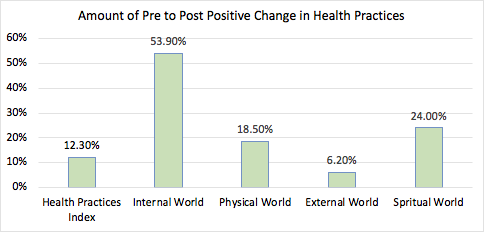 Amount of Pre to Post Positive Change in Health Practices
60%
50%
40%
30%
20%
10%
0%
12.30%
53.90%
18.50%
6.20%
24.00%
Health Practices
Index
Internal World
Physical World
External World
Spritual World